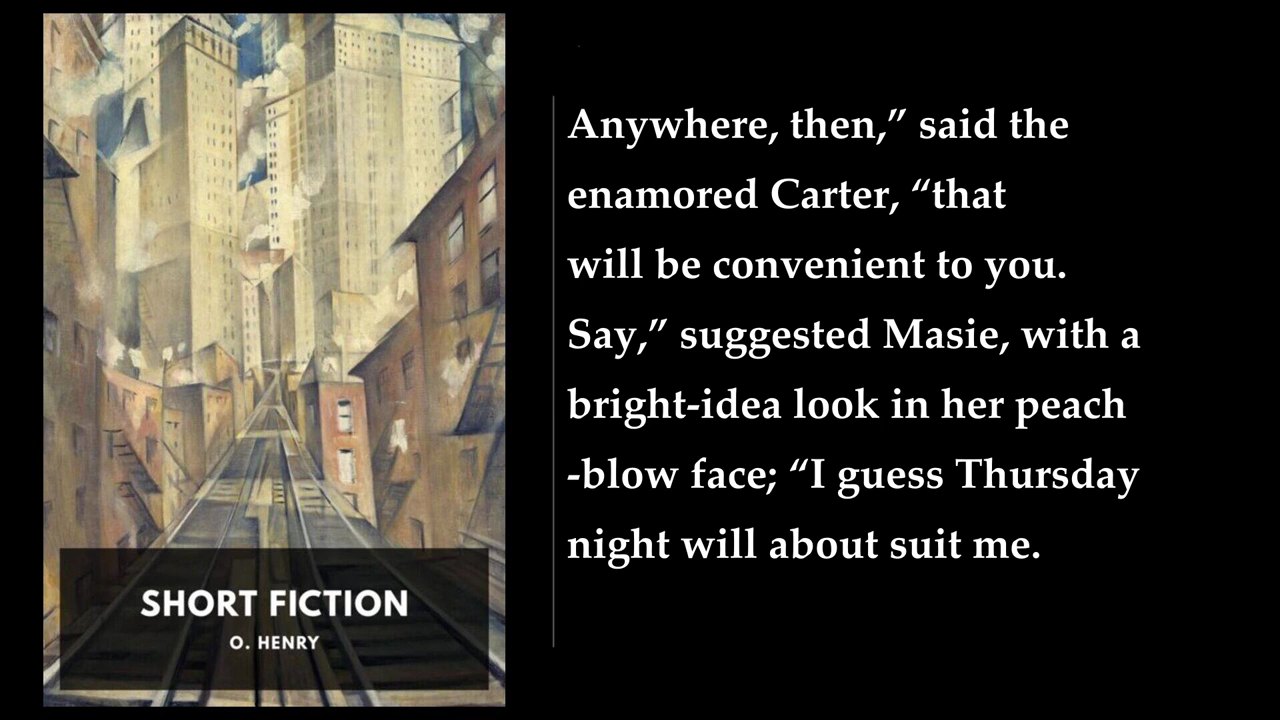 SHORT FICTION
O. HENRY
Anywhere, then,” said the
enamored Carter, “that
will be convenient to you.
Say,” suggested Masie, with a
bright-idea look in her peach
-blow face; “I guess Thursday
night will about suit me.